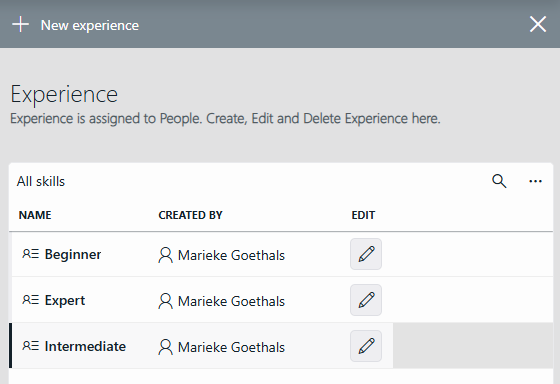 New experience
Experience
Experience is assigned to People. Create, Edit and Delete Experience here.
All skills
NAME CREATED BY EDIT
Beginner Marieke Goethals
Expert Marieke Goethals
Intermediate Marieke Goethals